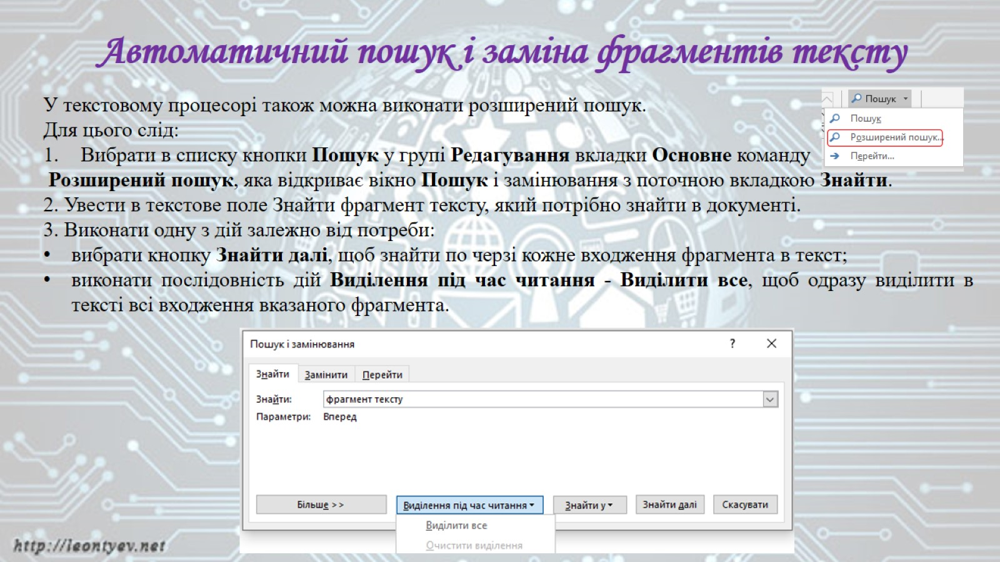 Автоматичний пошук і заміна фрагментів тексту
У текстовому процесорі також можна виконати розширений пошук.
Для цього слід:
1. Вибрати в списку кнопки Пошук у групі Редагування вкладки Основне команду
Розширений пошук, яка відкриває вікно Пошук і замінювання з поточною вкладкою Знайти.
2. Увести в текстове поле Знайти фрагмент тексту, який потрібно знайти в документі.
3. Виконати одну з дій залежно від потреби:
• вибрати кнопку Знайти далі, щоб знайти по черзі кожне входження фрагмента в текст;
• виконати послідовність дій Виділення під час читання - Виділити все, щоб одразу виділити в
тексті всі входження вказаного фрагмента.
Пошук
Пошук
Розширений пошук...
Перейти...
Пошук і замінювання
Знайти Замінити Перейти
Знайти: фрагмент тексту
Параметри: Вперед
Більше >> Виділення під час читання Знайти у Знайти далі Скасувати
Виділити все
Очистити виділення
http://leontyev.net